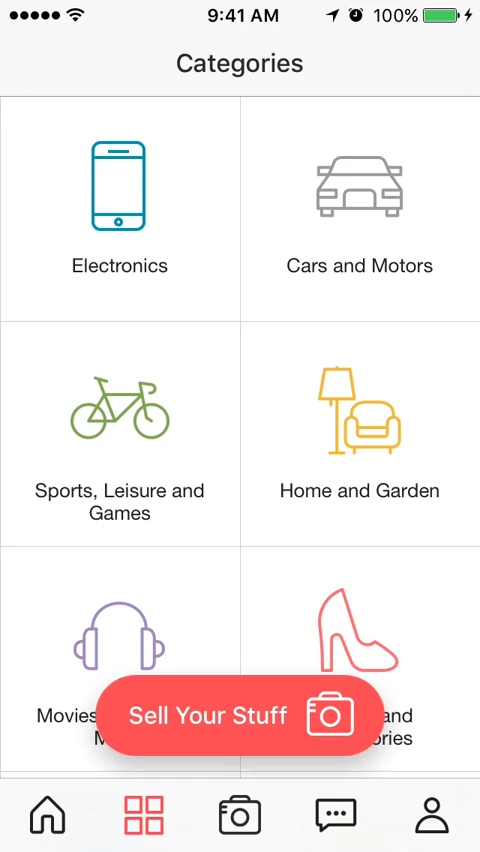 9:41 AM
100%
Categories
Electronics
Cars and Motors
Sports, Leisure and
Games
Home and Garden
Movies
and
Sell Your Stuff